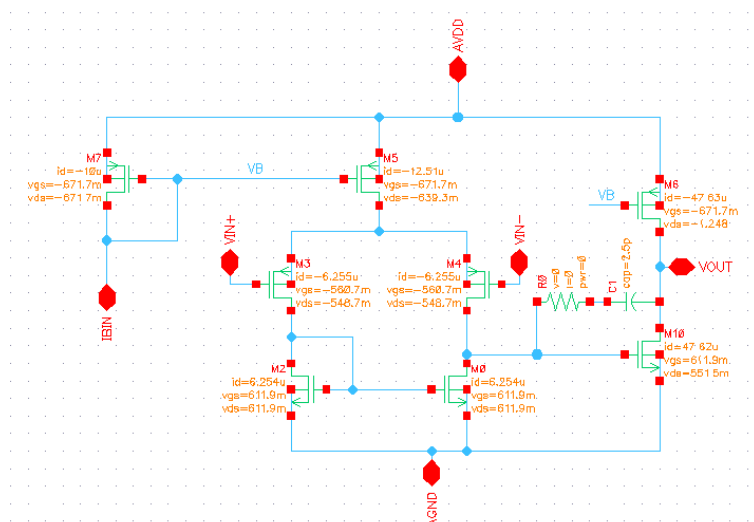 AVDD
M7
id=-10u
vgs=-671.7m
vds=-671.7m
VB
M5
id=-12.51u
vgs=-671.7m
vds=-639.3m
M6
id=-47.63u
vgs=-671.7m
vds=-1.248
VB
VIN+
M3
id=-6.255u
vgs=-560.7m
vds=-548.7m
M4
id=-6.255u
vgs=-560.7m
vds=-548.7m
VIN-
VOUT
R0
v=0
i=0
pwr=0
C1
cap=2.5p
IBIN
M2
id=6.254u
vgs=611.9m
vds=611.9m
M0
id=6.254u
vgs=611.9m
vds=611.9m
M10
id=47.62u
vgs=611.9m
vds=551.5m
AGND